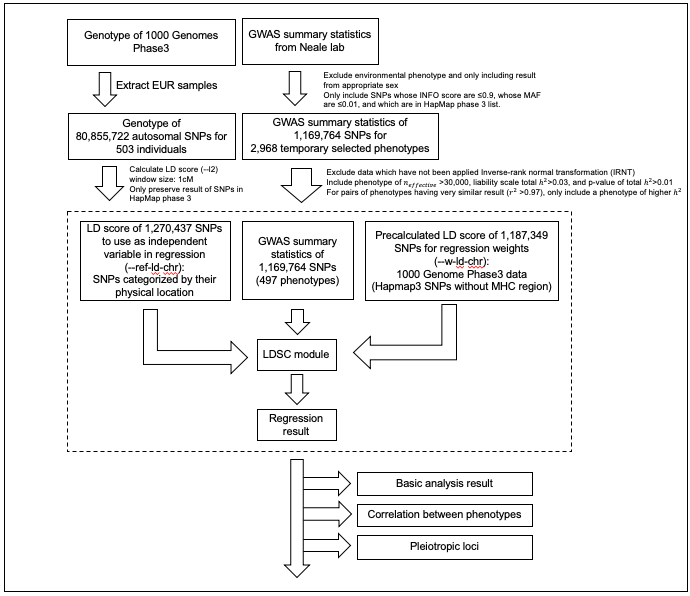 Genotype of 1000 Genomes
Phase3
GWAS summary statistics
from Neale lab
Extract EUR samples
Exclude environmental phenotype and only including result
from appropriate sex
Only include SNPs whose INFO score are ≤0.9, whose MAF
are ≤0.01, and which are in HapMap phase 3 list.
Genotype of
80,855,722 autosomal SNPs for
503 individuals
GWAS summary statistics of
1,169,764 SNPs for
2,968 temporary selected phenotypes
Calculate LD score (--l2)
window size: 1cM
Only preserve result of SNPs in
HapMap phase 3
Exclude data which have not been applied Inverse-rank normal transformation (IRNT)
Include phenotype of n_effective >30,000, liability scale total h²>0.03, and p-value of total h²>0.01
For pairs of phenotypes having very similar result (r² >0.97), only include a phenotype of higher h²
LD score of 1,270,437 SNPs
to use as independent
variable in regression
(--ref-ld-chr):
SNPs categorized by their
physical location
GWAS summary
statistics of
1,169,764 SNPs
(497 phenotypes)
Precalculated LD score of 1,187,349
SNPs for regression weights
(--w-ld-chr):
1000 Genome Phase3 data
(Hapmap3 SNPs without MHC region)
LDSC module
Regression
result
Basic analysis result
Correlation between phenotypes
Pleiotropic loci